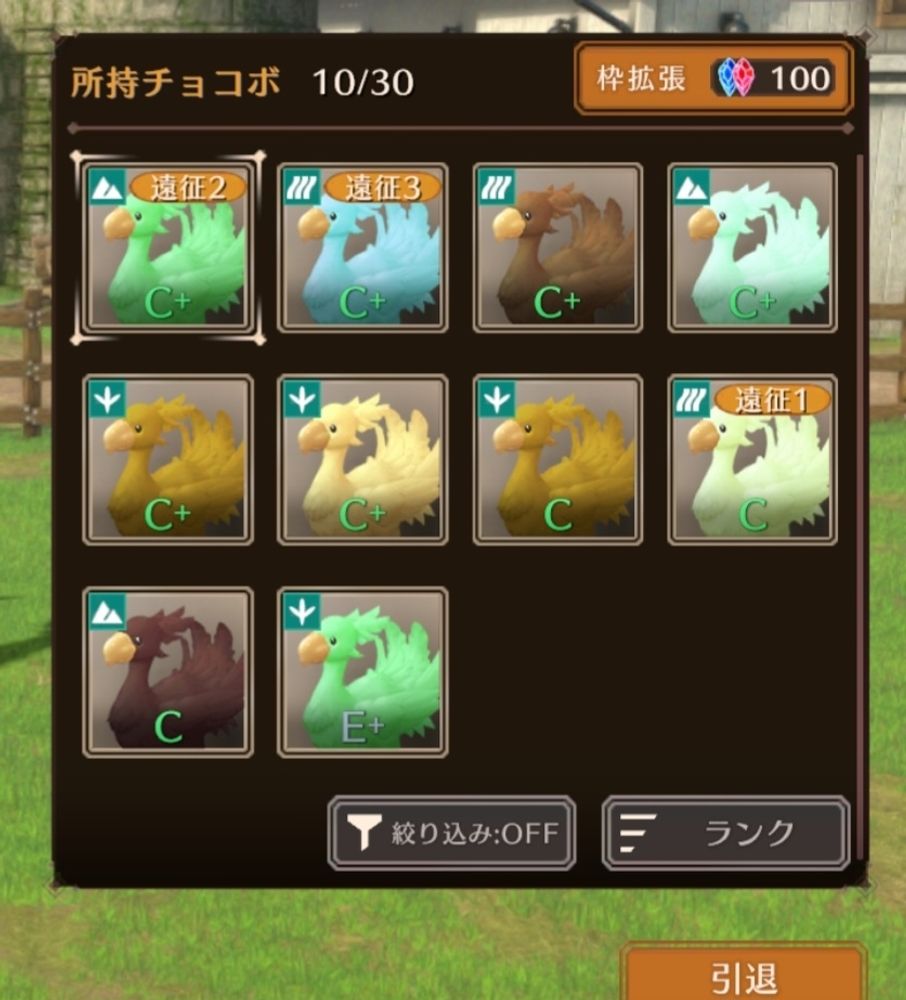 所持チョコボ 10/30
枠拡張 100
遠征2 遠征3
C+ C+ C+ C+
遠征1
C+ C+ C C
C E+
絞り込み:OFF ランク
引退